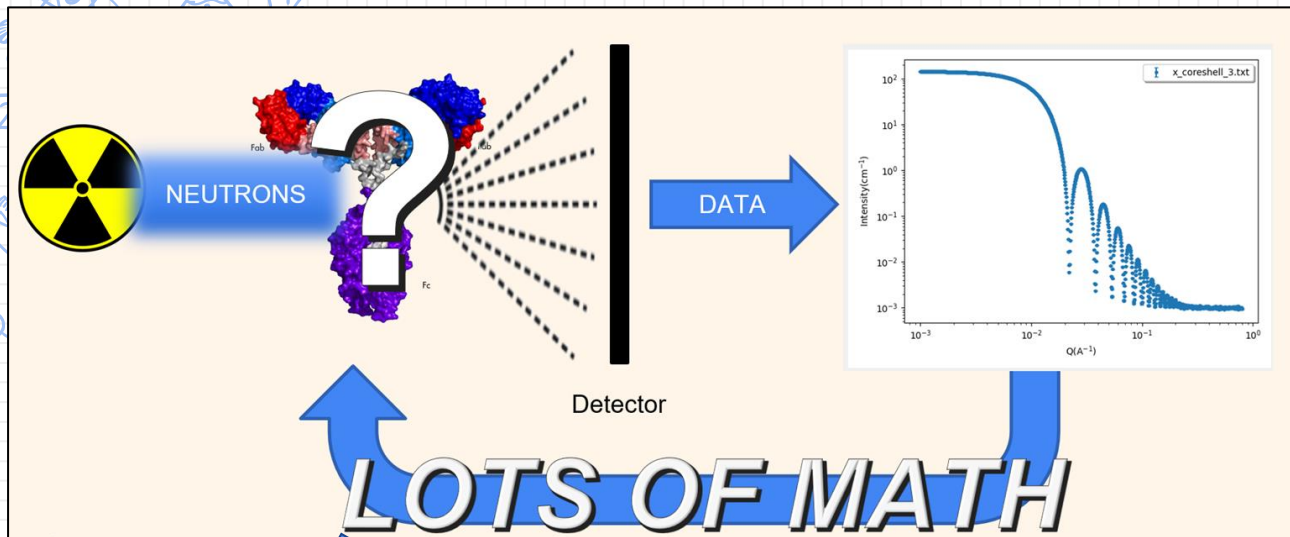 NEUTRONS
Fab
Fab
Fc
Detector
DATA
x_coreshell_3.txt
Intensity(cm⁻¹)
10²
10¹
10⁰
10⁻¹
10⁻²
10⁻³
10⁻³
10⁻²
10⁻¹
10⁰
Q(A⁻¹)
LOTS OF MATH